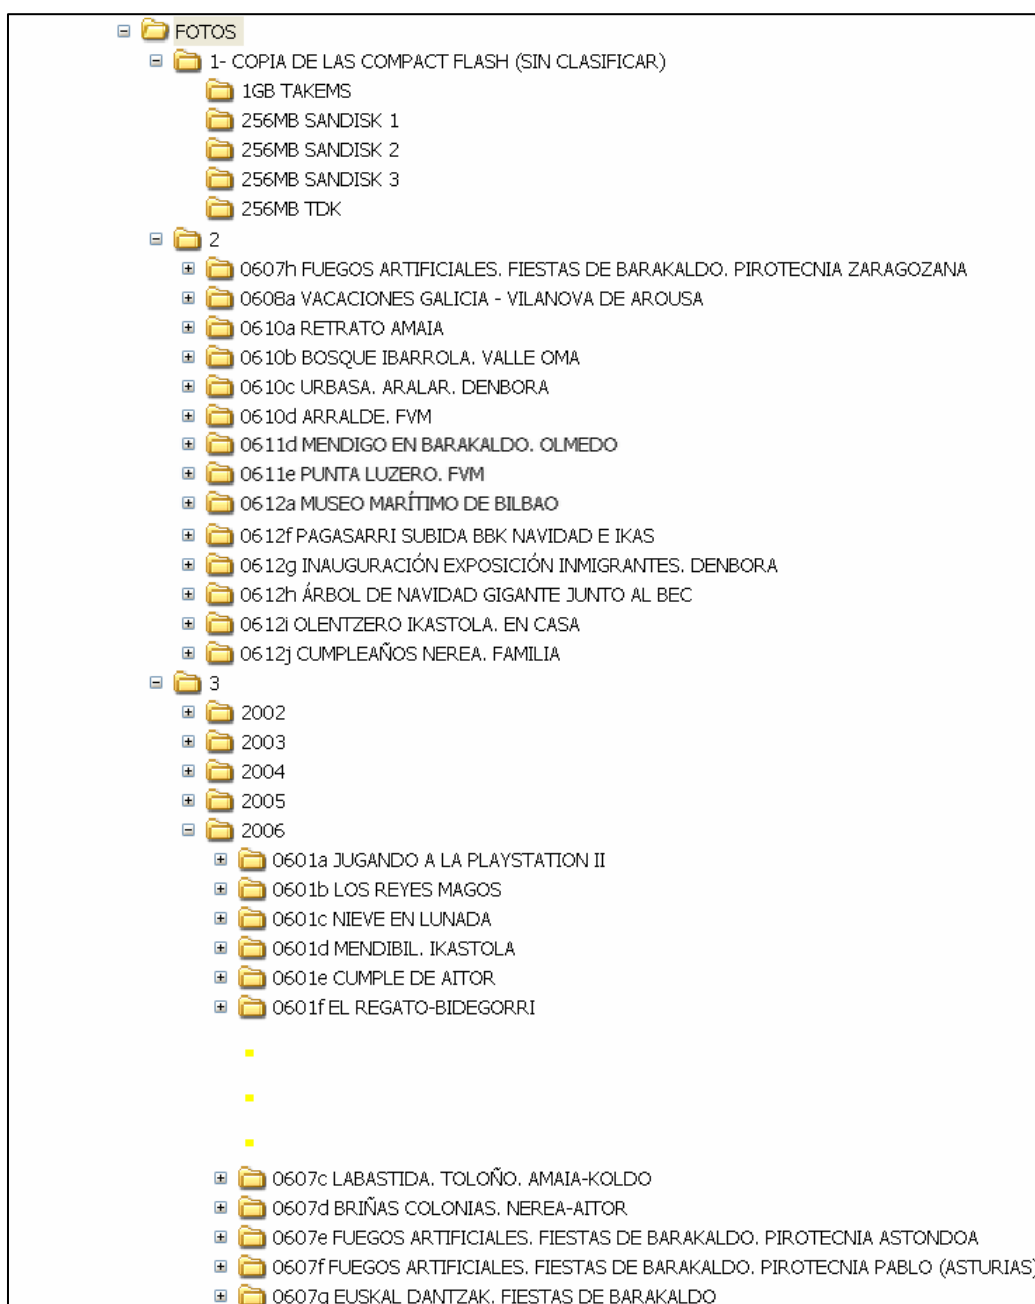 FOTOS
1- COPIA DE LAS COMPACT FLASH (SIN CLASIFICAR)
1GB TAKEMS
256MB SANDISK 1
256MB SANDISK 2
256MB SANDISK 3
256MB TDK
2
0607h FUEGOS ARTIFICIALES. FIESTAS DE BARAKALDO. PIROTECNIA ZARAGOZANA
0608a VACACIONES GALICIA - VILANOVA DE AROUSA
0610a RETRATO AMAIA
0610b BOSQUE IBARROLA. VALLE OMA
0610c URBASA. ARALAR. DENBORA
0610d ARRALDE. FVM
0611d MENDIGO EN BARAKALDO. OLMEDO
0611e PUNTA LUZERO. FVM
0612a MUSEO MARÍTIMO DE BILBAO
0612f PAGASARRI SUBIDA BBK NAVIDAD E IKAS
0612g INAUGURACIÓN EXPOSICIÓN INMIGRANTES. DENBORA
0612h ÁRBOL DE NAVIDAD GIGANTE JUNTO AL BEC
0612i OLENTZERO IKASTOLA. EN CASA
0612j CUMPLEAÑOS NEREA. FAMILIA
3
2002
2003
2004
2005
2006
0601a JUGANDO A LA PLAYSTATION II
0601b LOS REYES MAGOS
0601c NIEVE EN LUNADA
0601d MENDIBIL. IKASTOLA
0601e CUMPLE DE AITOR
0601f EL REGATO-BIDEGORRI
0607c LABASTIDA. TOLOÑO. AMAIA-KOLDO
0607d BRIÑAS COLONIAS. NEREA-AITOR
0607e FUEGOS ARTIFICIALES. FIESTAS DE BARAKALDO. PIROTECNIA ASTONDOA
0607f FUEGOS ARTIFICIALES. FIESTAS DE BARAKALDO. PIROTECNIA PABLO (ASTURIAS)
0607g EUSKAL DANTZAK. FIESTAS DE BARAKALDO